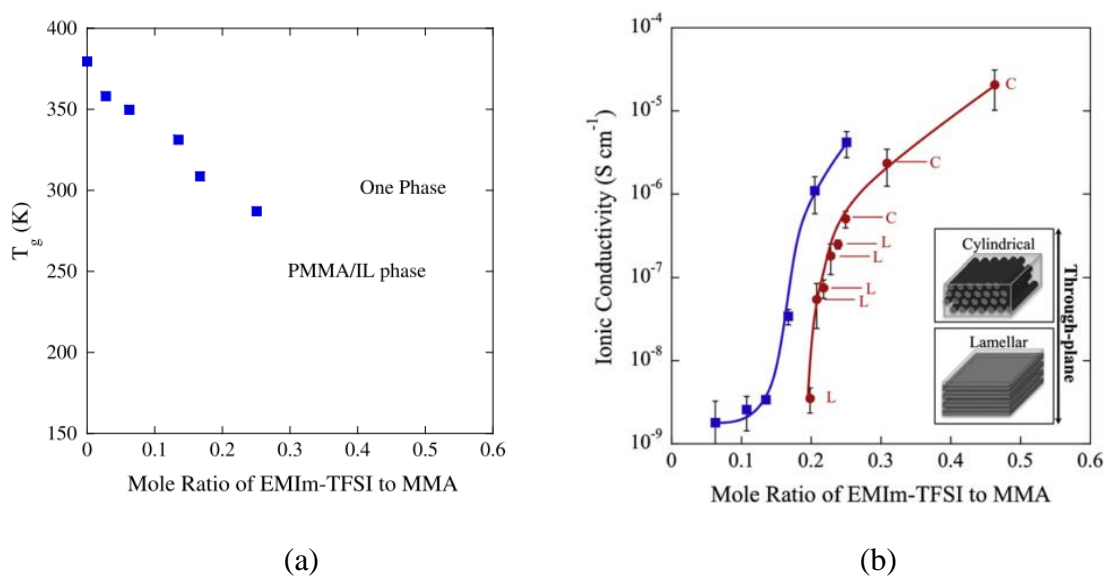 400
350
300
250
200
150
T_g (K)
One Phase
PMMA/IL phase
0 0.1 0.2 0.3 0.4 0.5 0.6
Mole Ratio of EMIm-TFSI to MMA
(a)
10⁻⁴
10⁻⁵
10⁻⁶
10⁻⁷
10⁻⁸
10⁻⁹
Ionic Conductivity (S cm⁻¹)
C
C
C
L
L
L
L
L
Cylindrical
Lamellar
Through-plane
0 0.1 0.2 0.3 0.4 0.5 0.6
Mole Ratio of EMIm-TFSI to MMA
(b)